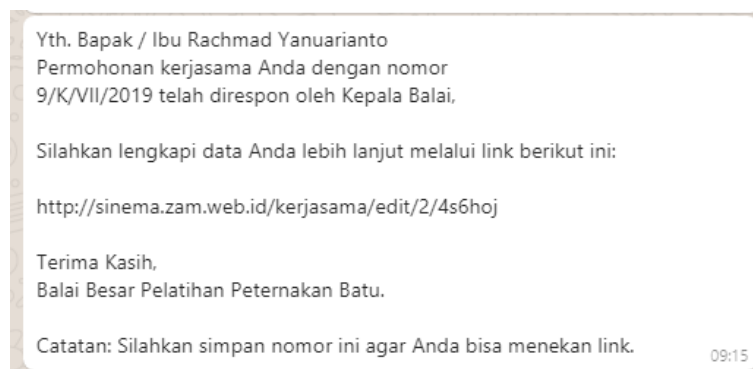 Yth. Bapak / Ibu Rachmad Yanuarianto
Permohonan kerjasama Anda dengan nomor
9/K/VII/2019 telah direspon oleh Kepala Balai,
Silahkan lengkapi data Anda lebih lanjut melalui link berikut ini:
http://sinema.zam.web.id/kerjasama/edit/2/4s6hoj
Terima Kasih,
Balai Besar Pelatihan Peternakan Batu.
Catatan: Silahkan simpan nomor ini agar Anda bisa menekan link.
09:15